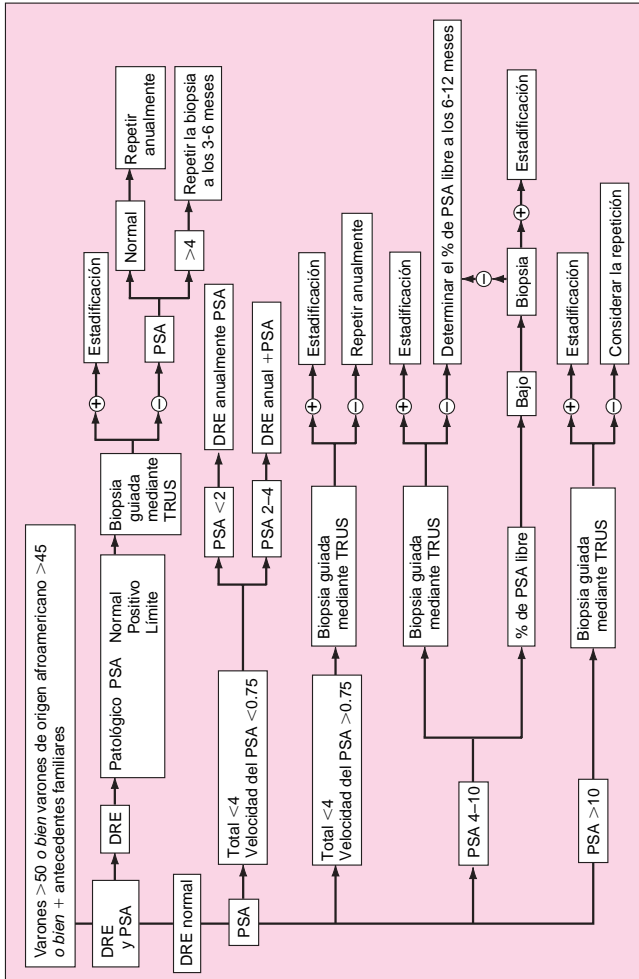 Varones >50 o bien varones de origen afroamericano >45
o bien + antecedentes familiares
DRE
y PSA
DRE
Patológico PSA Normal
Positivo
Límite
Biopsia
guiada
mediante
TRUS
+
Estadificación
−
PSA
Normal
Repetir
anualmente
>4
Repetir la biopsia
a los 3-6 meses
DRE normal
PSA
Total <4
Velocidad del PSA <0.75
PSA <2
DRE anualmente PSA
PSA 2–4
DRE anual +PSA
Total <4
Velocidad del PSA >0.75
Biopsia guiada
mediante TRUS
+
Estadificación
−
Repetir anualmente
PSA 4–10
Biopsia guiada
mediante TRUS
+
Estadificación
−
Determinar el % de PSA libre a los 6-12 meses
% de PSA libre
Bajo
Biopsia
−
+
Estadificación
PSA >10
Biopsia guiada
mediante TRUS
+
Estadificación
−
Considerar la repetición